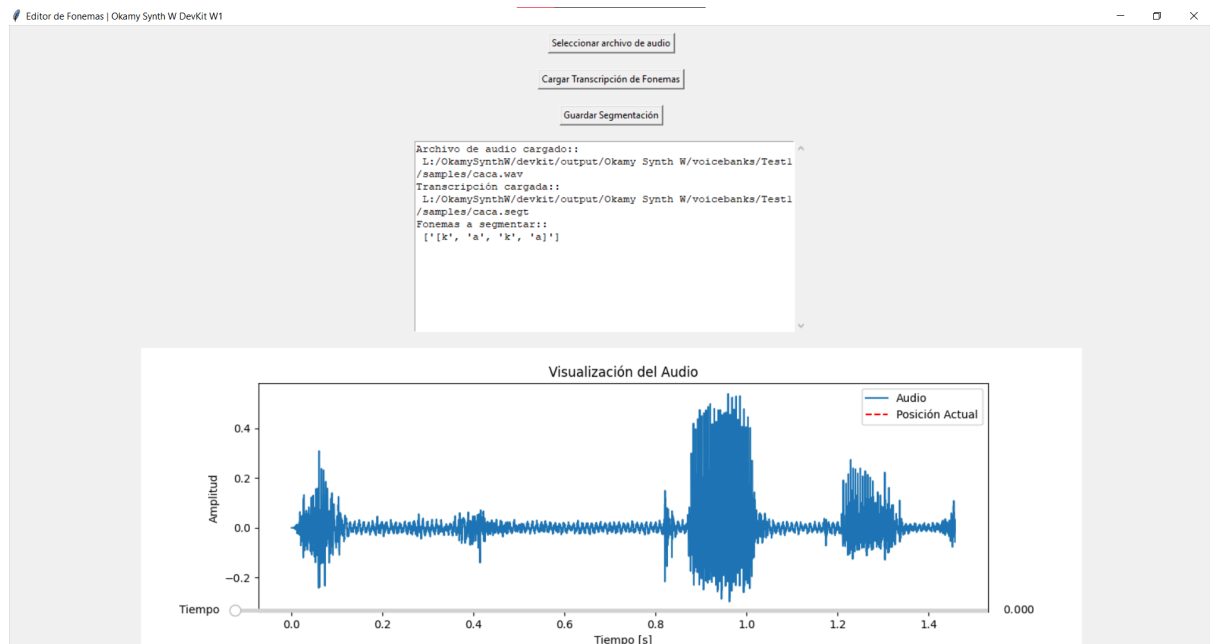 Editor de Fonemas | Okamy Synth W DevKit W1
Seleccionar archivo de audio
Cargar Transcripción de Fonemas
Guardar Segmentación
Archivo de audio cargado::
L:/OkamySynthW/devkit/output/Okamy Synth W/voicebanks/Test1
/samples/caca.wav
Transcripción cargada::
L:/OkamySynthW/devkit/output/Okamy Synth W/voicebanks/Test1
/samples/caca.segt
Fonemas a segmentar::
['[k', 'a', 'k', 'a]']
Visualización del Audio
Audio
Posición Actual
Amplitud
0.4
0.2
0.0
−0.2
Tiempo
0.000
0.0 0.2 0.4 0.6 0.8 1.0 1.2 1.4
Tiempo [s]